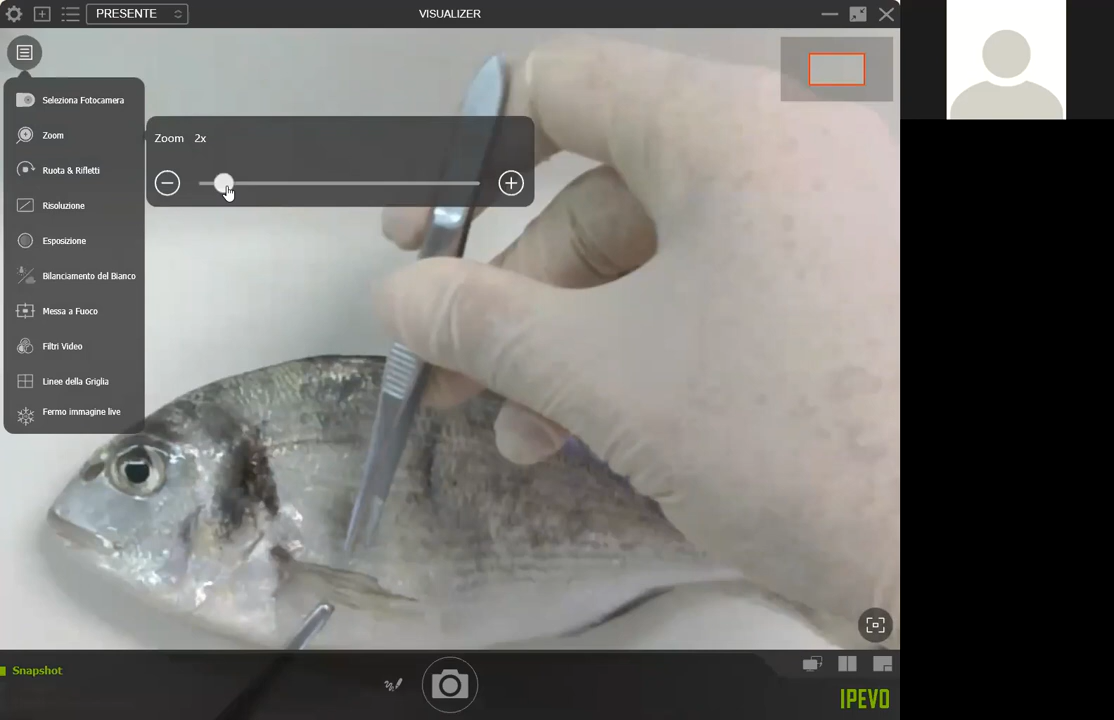 PRESENTE
VISUALIZER
Seleziona Fotocamera
Zoom
Zoom 2x
Ruota & Rifletti
Risoluzione
Esposizione
Bilanciamento del Bianco
Messa a Fuoco
Filtri Video
Linee della Griglia
Fermo immagine live
Snapshot
IPEVO